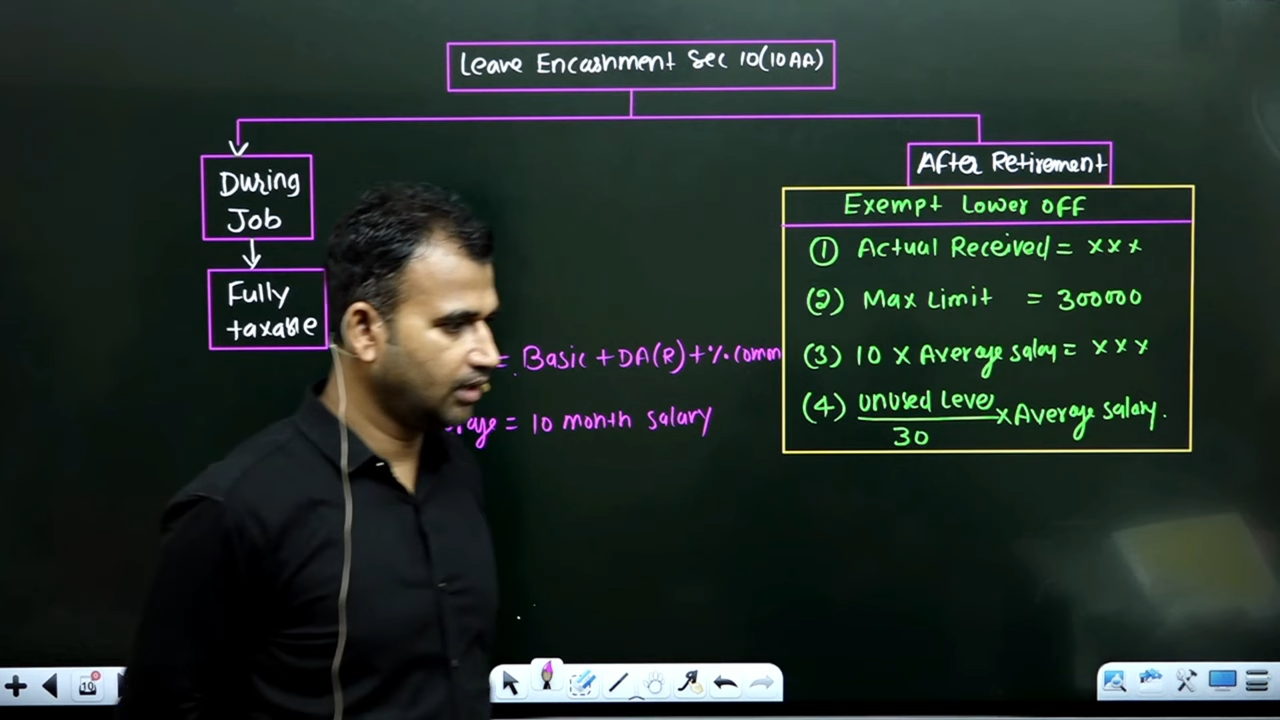 Leave Encashment Sec 10(10AA)
During
Job
Fully
taxable
After Retirement
Exempt Lower off
① Actual Received = xxx
(2) Max Limit = 300000
(3) 10 x Average salay = xxx
(4) unused Leve/30 x Average salary.
= Basic + DA(R) + %.comm
= 10 month salary
10